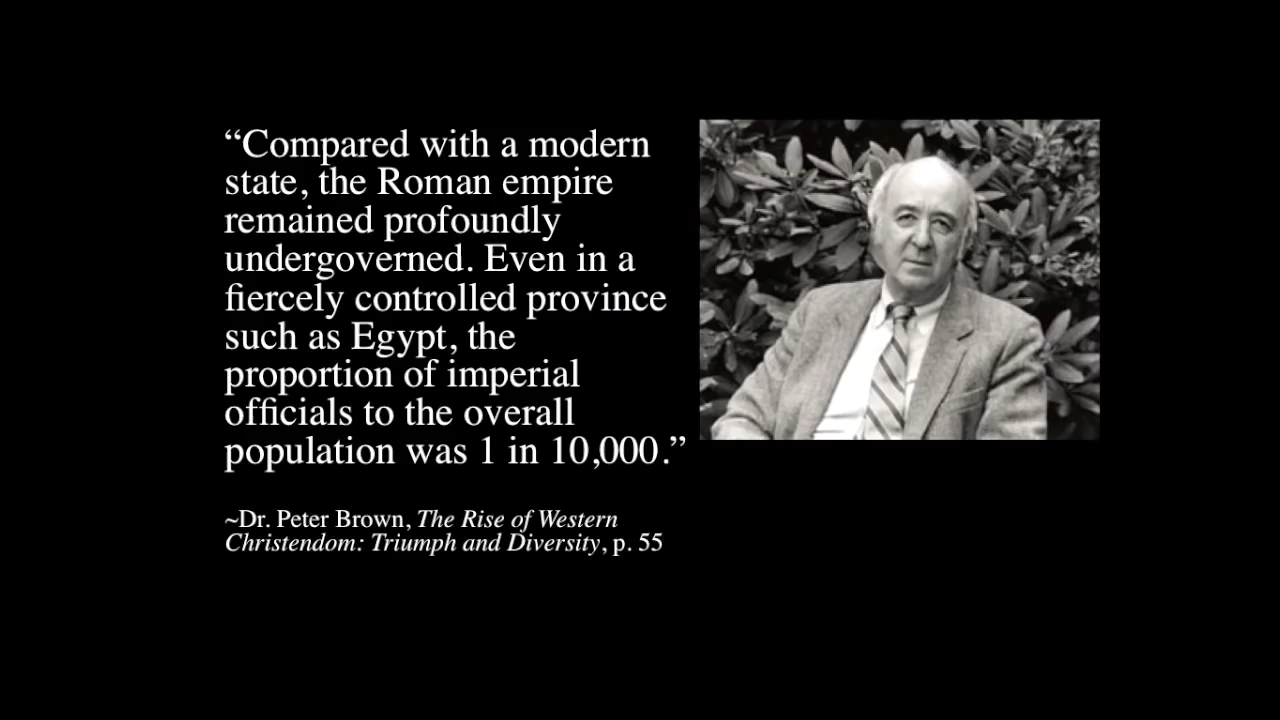 “Compared with a modern
state, the Roman empire
remained profoundly
undergoverned. Even in a
fiercely controlled province
such as Egypt, the
proportion of imperial
officials to the overall
population was 1 in 10,000.”
~Dr. Peter Brown, The Rise of Western
Christendom: Triumph and Diversity, p. 55